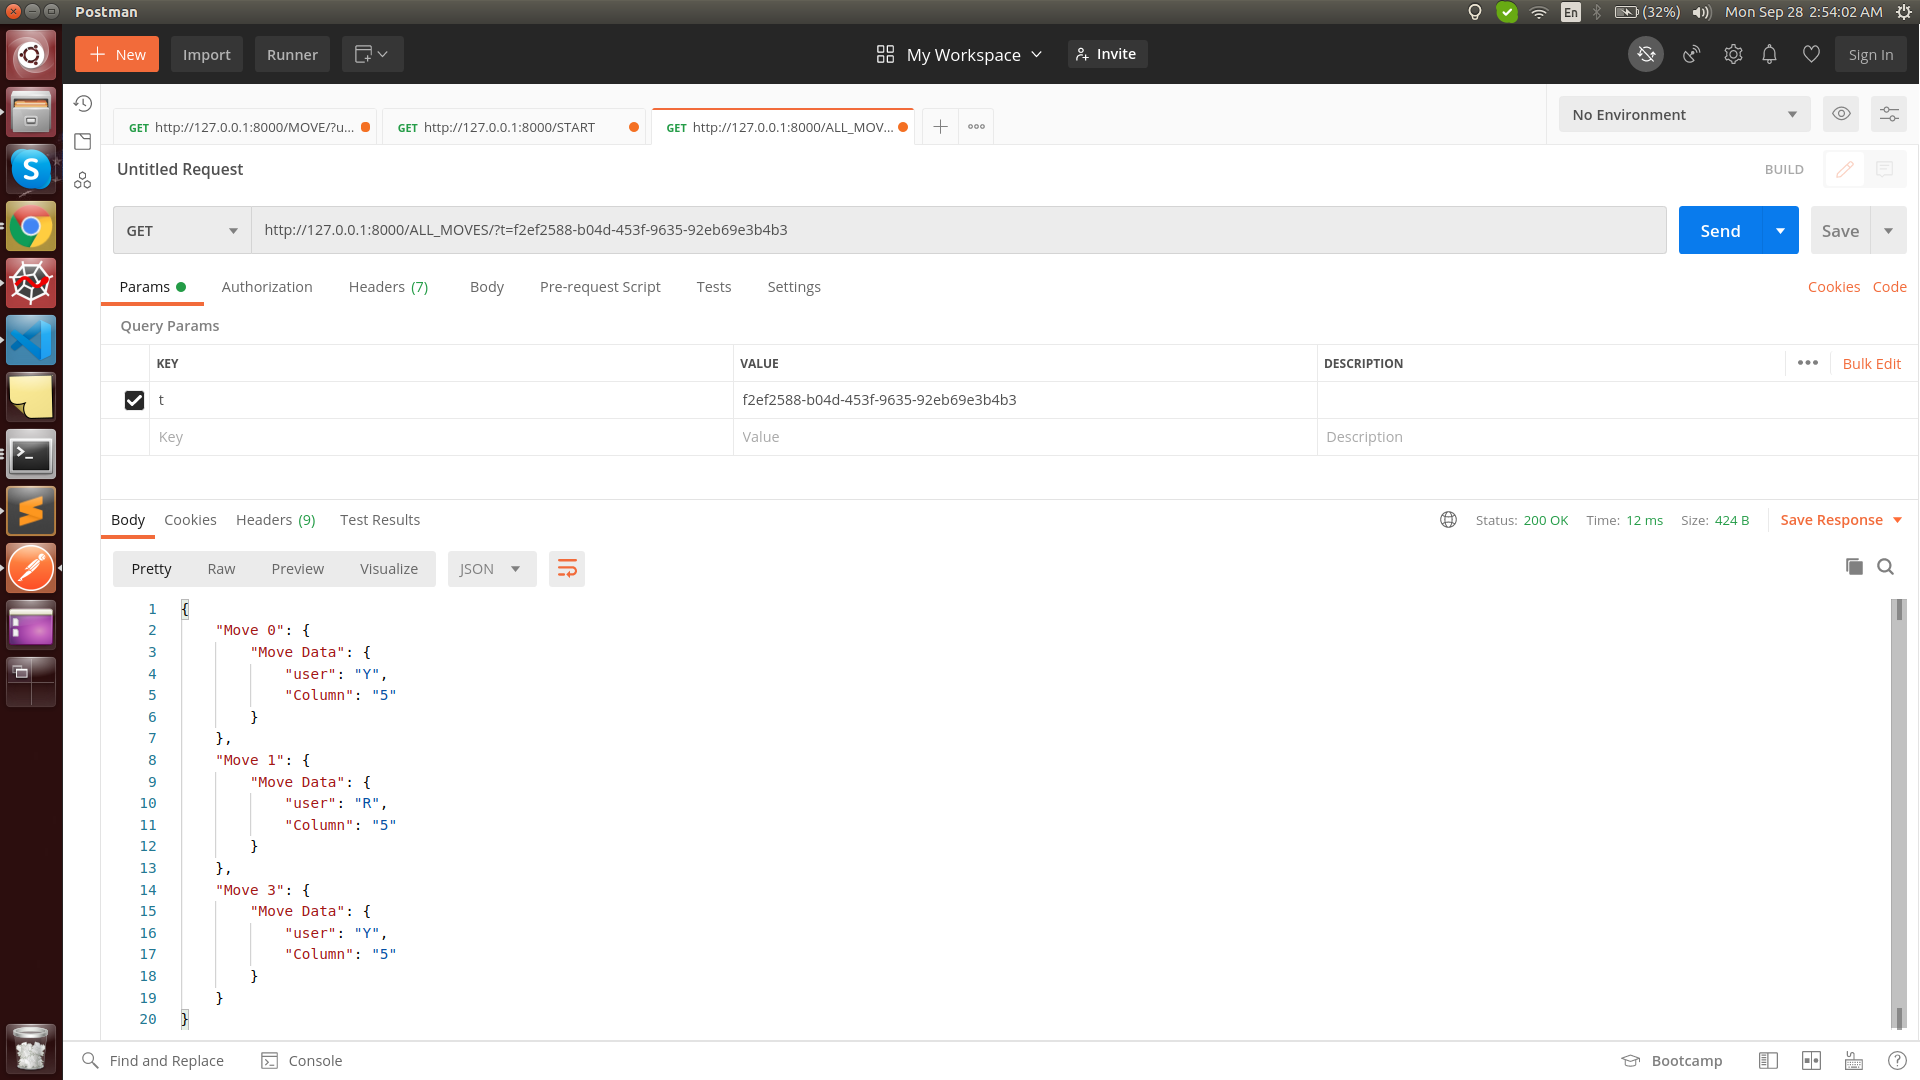 Postman
En
(32%)
Mon Sep 28 2:54:02 AM
New
Import
Runner
My Workspace
Invite
Sign In
GET http://127.0.0.1:8000/MOVE/?u...
GET http://127.0.0.1:8000/START
GET http://127.0.0.1:8000/ALL_MOV...
No Environment
Untitled Request
BUILD
GET
http://127.0.0.1:8000/ALL_MOVES/?t=f2ef2588-b04d-453f-9635-92eb69e3b4b3
Send
Save
Params
Authorization
Headers (7)
Body
Pre-request Script
Tests
Settings
Cookies
Code
Query Params
KEY
VALUE
DESCRIPTION
Bulk Edit
t
f2ef2588-b04d-453f-9635-92eb69e3b4b3
Key
Value
Description
Body
Cookies
Headers (9)
Test Results
Status: 200 OK
Time: 12 ms
Size: 424 B
Save Response
Pretty
Raw
Preview
Visualize
JSON
1 {
2 "Move 0": {
3 "Move Data": {
4 "user": "Y",
5 "Column": "5"
6 }
7 },
8 "Move 1": {
9 "Move Data": {
10 "user": "R",
11 "Column": "5"
12 }
13 },
14 "Move 3": {
15 "Move Data": {
16 "user": "Y",
17 "Column": "5"
18 }
19 }
20 }
Find and Replace
Console
Bootcamp